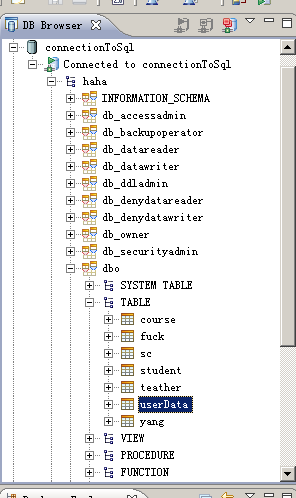 DB Browser
connectionToSql
Connected to connectionToSql
haha
INFORMATION_SCHEMA
db_accessadmin
db_backupoperator
db_datareader
db_datawriter
db_ddladmin
db_denydatareader
db_denydatawriter
db_owner
db_securityadmin
dbo
SYSTEM TABLE
TABLE
course
fuck
sc
student
teather
userData
yang
VIEW
PROCEDURE
FUNCTION